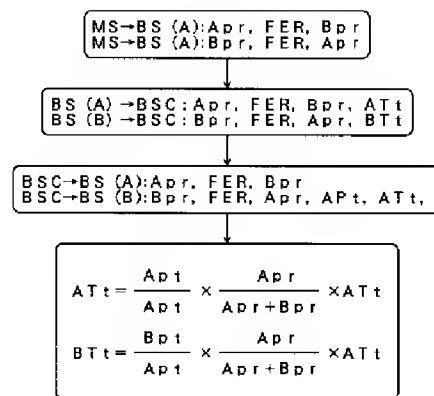 MS→BS (A):Apr, FER, Bpr
MS→BS (A):Bpr, FER, Apr
BS (A) →BSC:Apr, FER, Bpr, ATt
BS (B) →BSC:Bpr, FER, Apr, BTt
BSC→BS (A):Apr, FER, Bpr
BSC→BS (B):Bpr, FER, Apr, APt, ATt,
ATt= Apt / Apt × Apr / Apr+Bpr ×ATt
BTt= Bpt / Apt × Apr / Apr+Bpr ×ATt